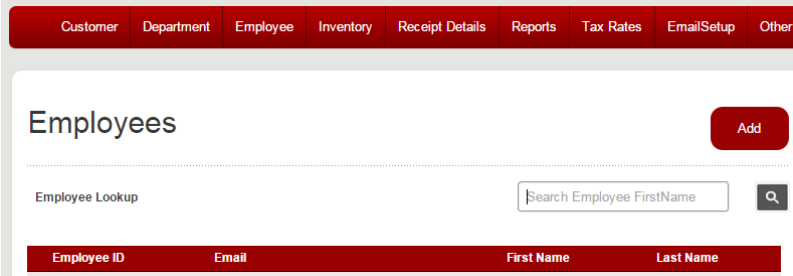 Customer Department Employee Inventory Receipt Details Reports Tax Rates EmailSetup Other
Employees
Add
Employee Lookup
Search Employee FirstName
Employee ID Email First Name Last Name